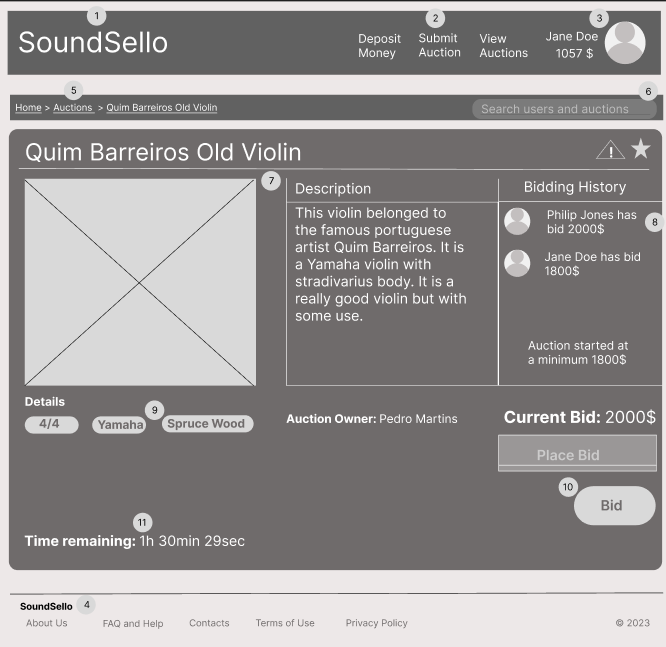 1
2
3
SoundSello
Deposit Money
Submit Auction
View Auctions
Jane Doe
1057 $
5
6
Home > Auctions > Quim Barreiros Old Violin
Search users and auctions
Quim Barreiros Old Violin
!
7
Description
This violin belonged to
the famous portuguese
artist Quim Barreiros. It is
a Yamaha violin with
stradivarius body. It is a
really good violin but with
some use.
Bidding History
Philip Jones has
bid 2000$
8
Jane Doe has bid
1800$
Auction started at
a minimum 1800$
Details
9
4/4
Yamaha
Spruce Wood
Auction Owner: Pedro Martins
Current Bid: 2000$
Place Bid
10
Bid
11
Time remaining: 1h 30min 29sec
SoundSello
4
About Us
FAQ and Help
Contacts
Terms of Use
Privacy Policy
© 2023